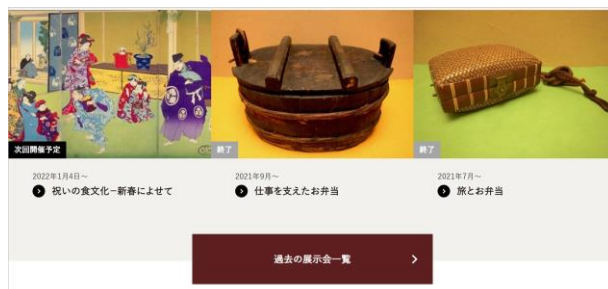 次回開催予定
終了
終了
2022年1月4日～
祝いの食文化−新春によせて
2021年9月～
仕事を支えたお弁当
2021年7月～
旅とお弁当
過去の展示会一覧